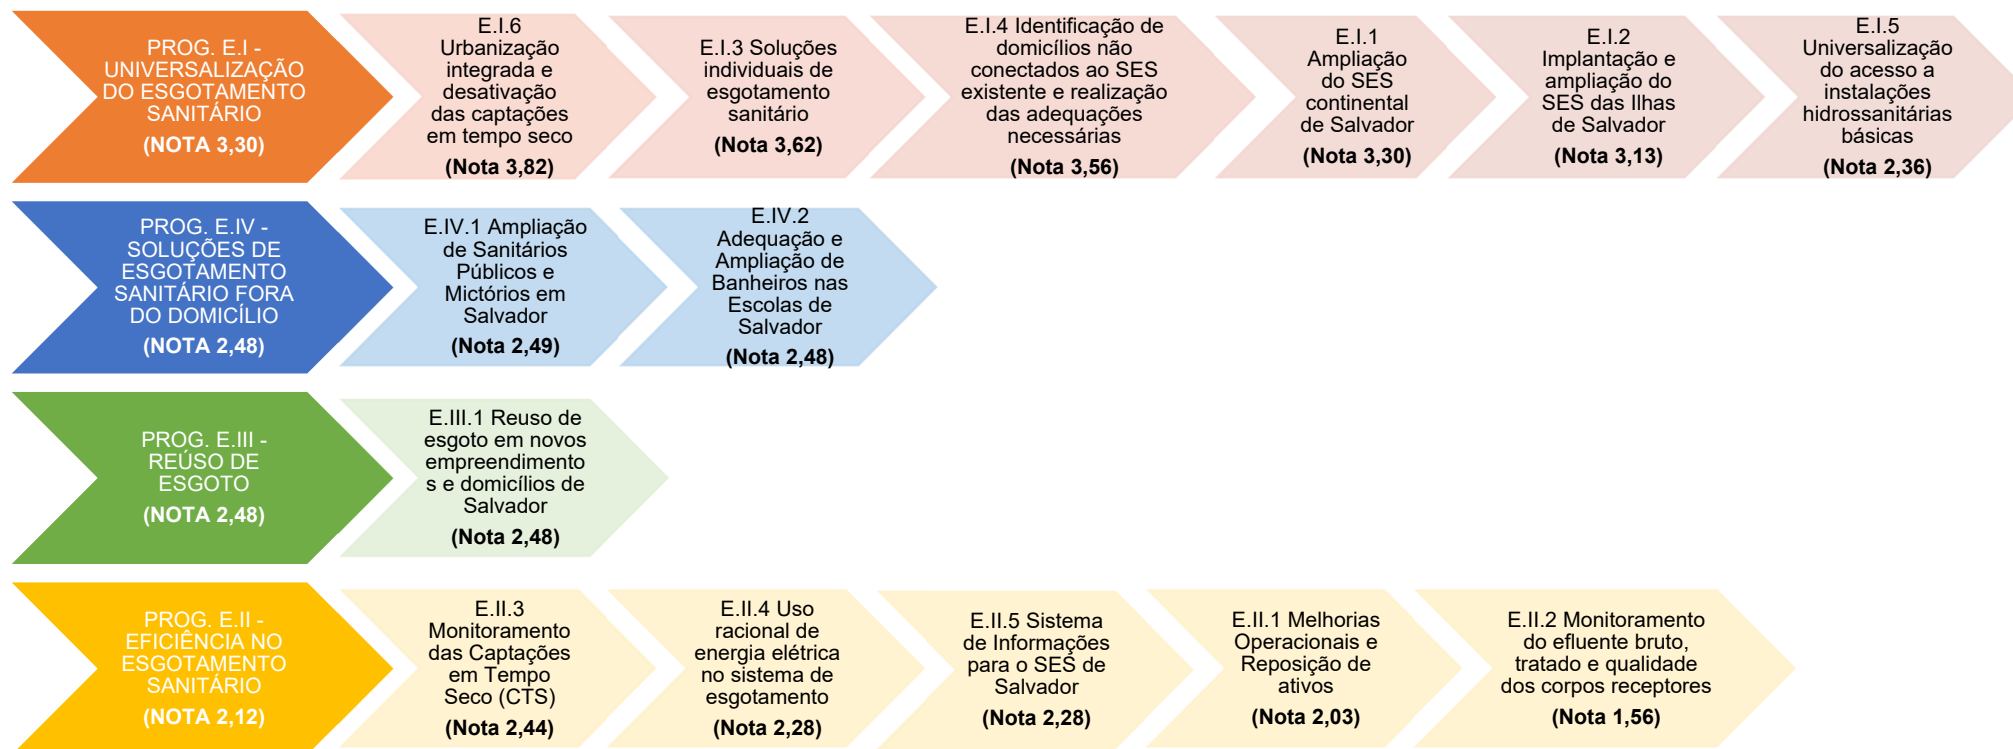 PROG. E.I -
UNIVERSALIZAÇÃO
DO ESGOTAMENTO
SANITÁRIO
(NOTA 3,30)
E.I.6
Urbanização
integrada e
desativação
das captações
em tempo seco
(Nota 3,82)
E.I.3 Soluções
individuais de
esgotamento
sanitário
(Nota 3,62)
E.I.4 Identificação de
domicílios não
conectados ao SES
existente e realização
das adequações
necessárias
(Nota 3,56)
E.I.1
Ampliação
do SES
continental
de Salvador
(Nota 3,30)
E.I.2
Implantação e
ampliação do
SES das Ilhas
de Salvador
(Nota 3,13)
E.I.5
Universalização
do acesso a
instalações
hidrossanitárias
básicas
(Nota 2,36)
PROG. E.IV -
SOLUÇÕES DE
ESGOTAMENTO
SANITÁRIO FORA
DO DOMICÍLIO
(NOTA 2,48)
E.IV.1 Ampliação
de Sanitários
Públicos e
Mictórios em
Salvador
(Nota 2,49)
E.IV.2
Adequação e
Ampliação de
Banheiros nas
Escolas de
Salvador
(Nota 2,48)
PROG. E.III -
REÚSO DE
ESGOTO
(NOTA 2,48)
E.III.1 Reuso de
esgoto em novos
empreendimento
s e domicílios de
Salvador
(Nota 2,48)
PROG. E.II -
EFICIÊNCIA NO
ESGOTAMENTO
SANITÁRIO
(NOTA 2,12)
E.II.3
Monitoramento
das Captações
em Tempo
Seco (CTS)
(Nota 2,44)
E.II.4 Uso
racional de
energia elétrica
no sistema de
esgotamento
(Nota 2,28)
E.II.5 Sistema
de Informações
para o SES de
Salvador
(Nota 2,28)
E.II.1 Melhorias
Operacionais e
Reposição de
ativos
(Nota 2,03)
E.II.2 Monitoramento
do efluente bruto,
tratado e qualidade
dos corpos receptores
(Nota 1,56)